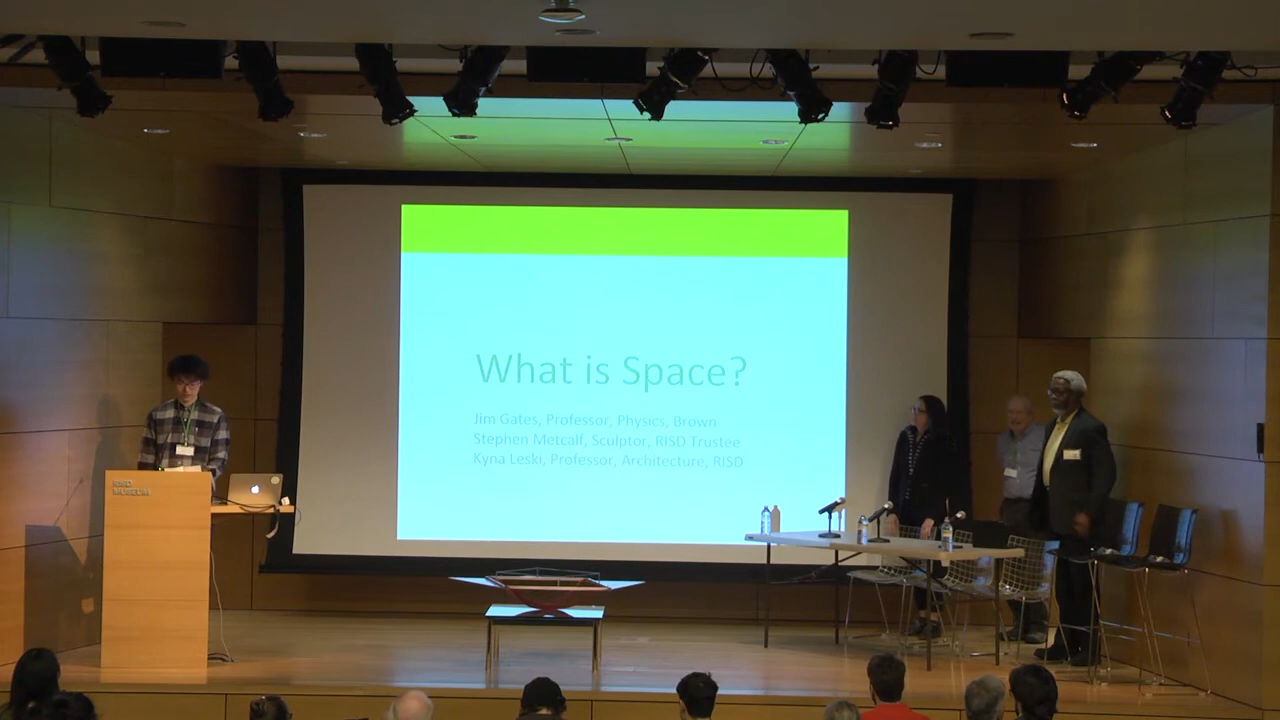 What is Space?
Jim Gates, Professor, Physics, Brown
Stephen Metcalf, Sculptor, RISD Trustee
Kyna Leski, Professor, Architecture, RISD
RISD
MUSEUM